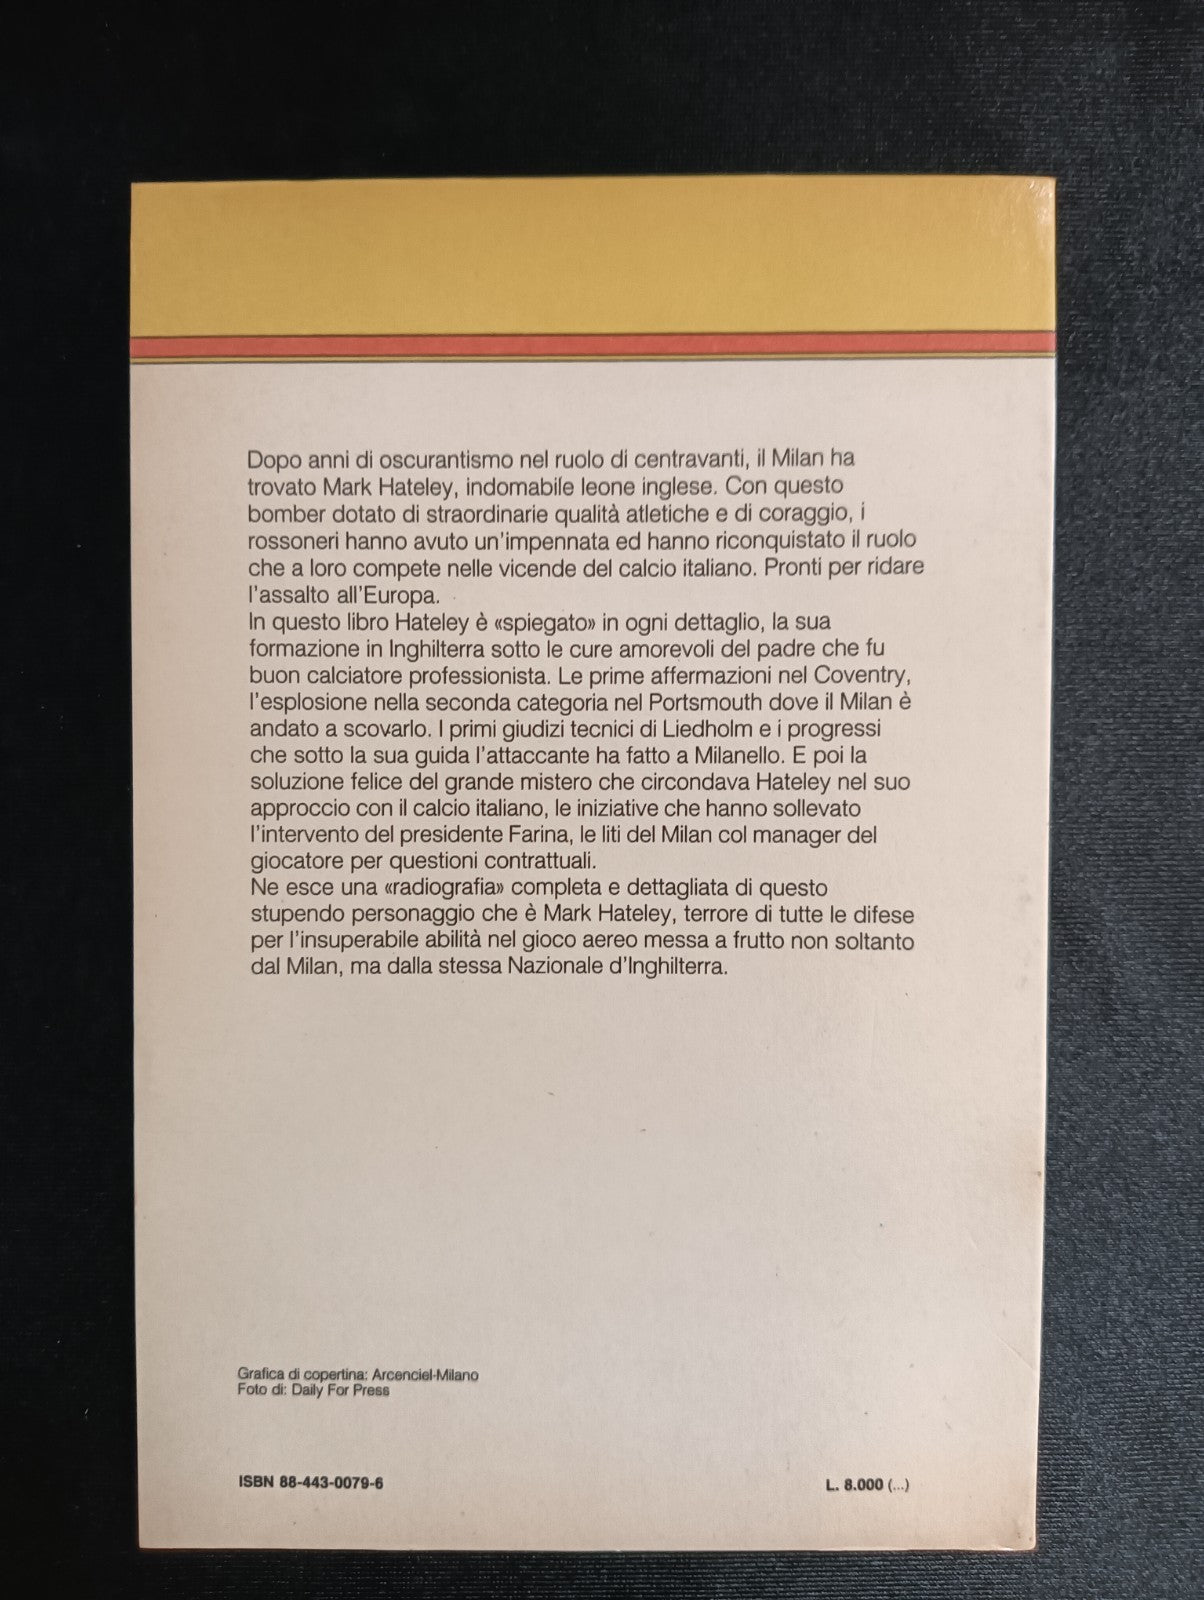 Dopo anni di oscurantismo nel ruolo di centravanti, il Milan ha
trovato Mark Hateley, indomabile leone inglese. Con questo
bomber dotato di straordinarie qualità atletiche e di coraggio, i
rossoneri hanno avuto un'impennata ed hanno riconquistato il ruolo
che a loro compete nelle vicende del calcio italiano. Pronti per ridare
l'assalto all'Europa.
In questo libro Hateley è «spiegato» in ogni dettaglio, la sua
formazione in Inghilterra sotto le cure amorevoli del padre che fu
buon calciatore professionista. Le prime affermazioni nel Coventry,
l'esplosione nella seconda categoria nel Portsmouth dove il Milan è
andato a scovarlo. I primi giudizi tecnici di Liedholm e i progressi
che sotto la sua guida l'attaccante ha fatto a Milanello. E poi la
soluzione felice del grande mistero che circondava Hateley nel suo
approccio con il calcio italiano, le iniziative che hanno sollevato
l'intervento del presidente Farina, le liti del Milan col manager del
giocatore per questioni contrattuali.
Ne esce una «radiografia» completa e dettagliata di questo
stupendo personaggio che è Mark Hateley, terrore di tutte le difese
per l'insuperabile abilità nel gioco aereo messa a frutto non soltanto
dal Milan, ma dalla stessa Nazionale d'Inghilterra.
Grafica di copertina: Arcenciel-Milano
Foto di: Daily For Press
ISBN 88-443-0079-6
L. 8.000 (...)